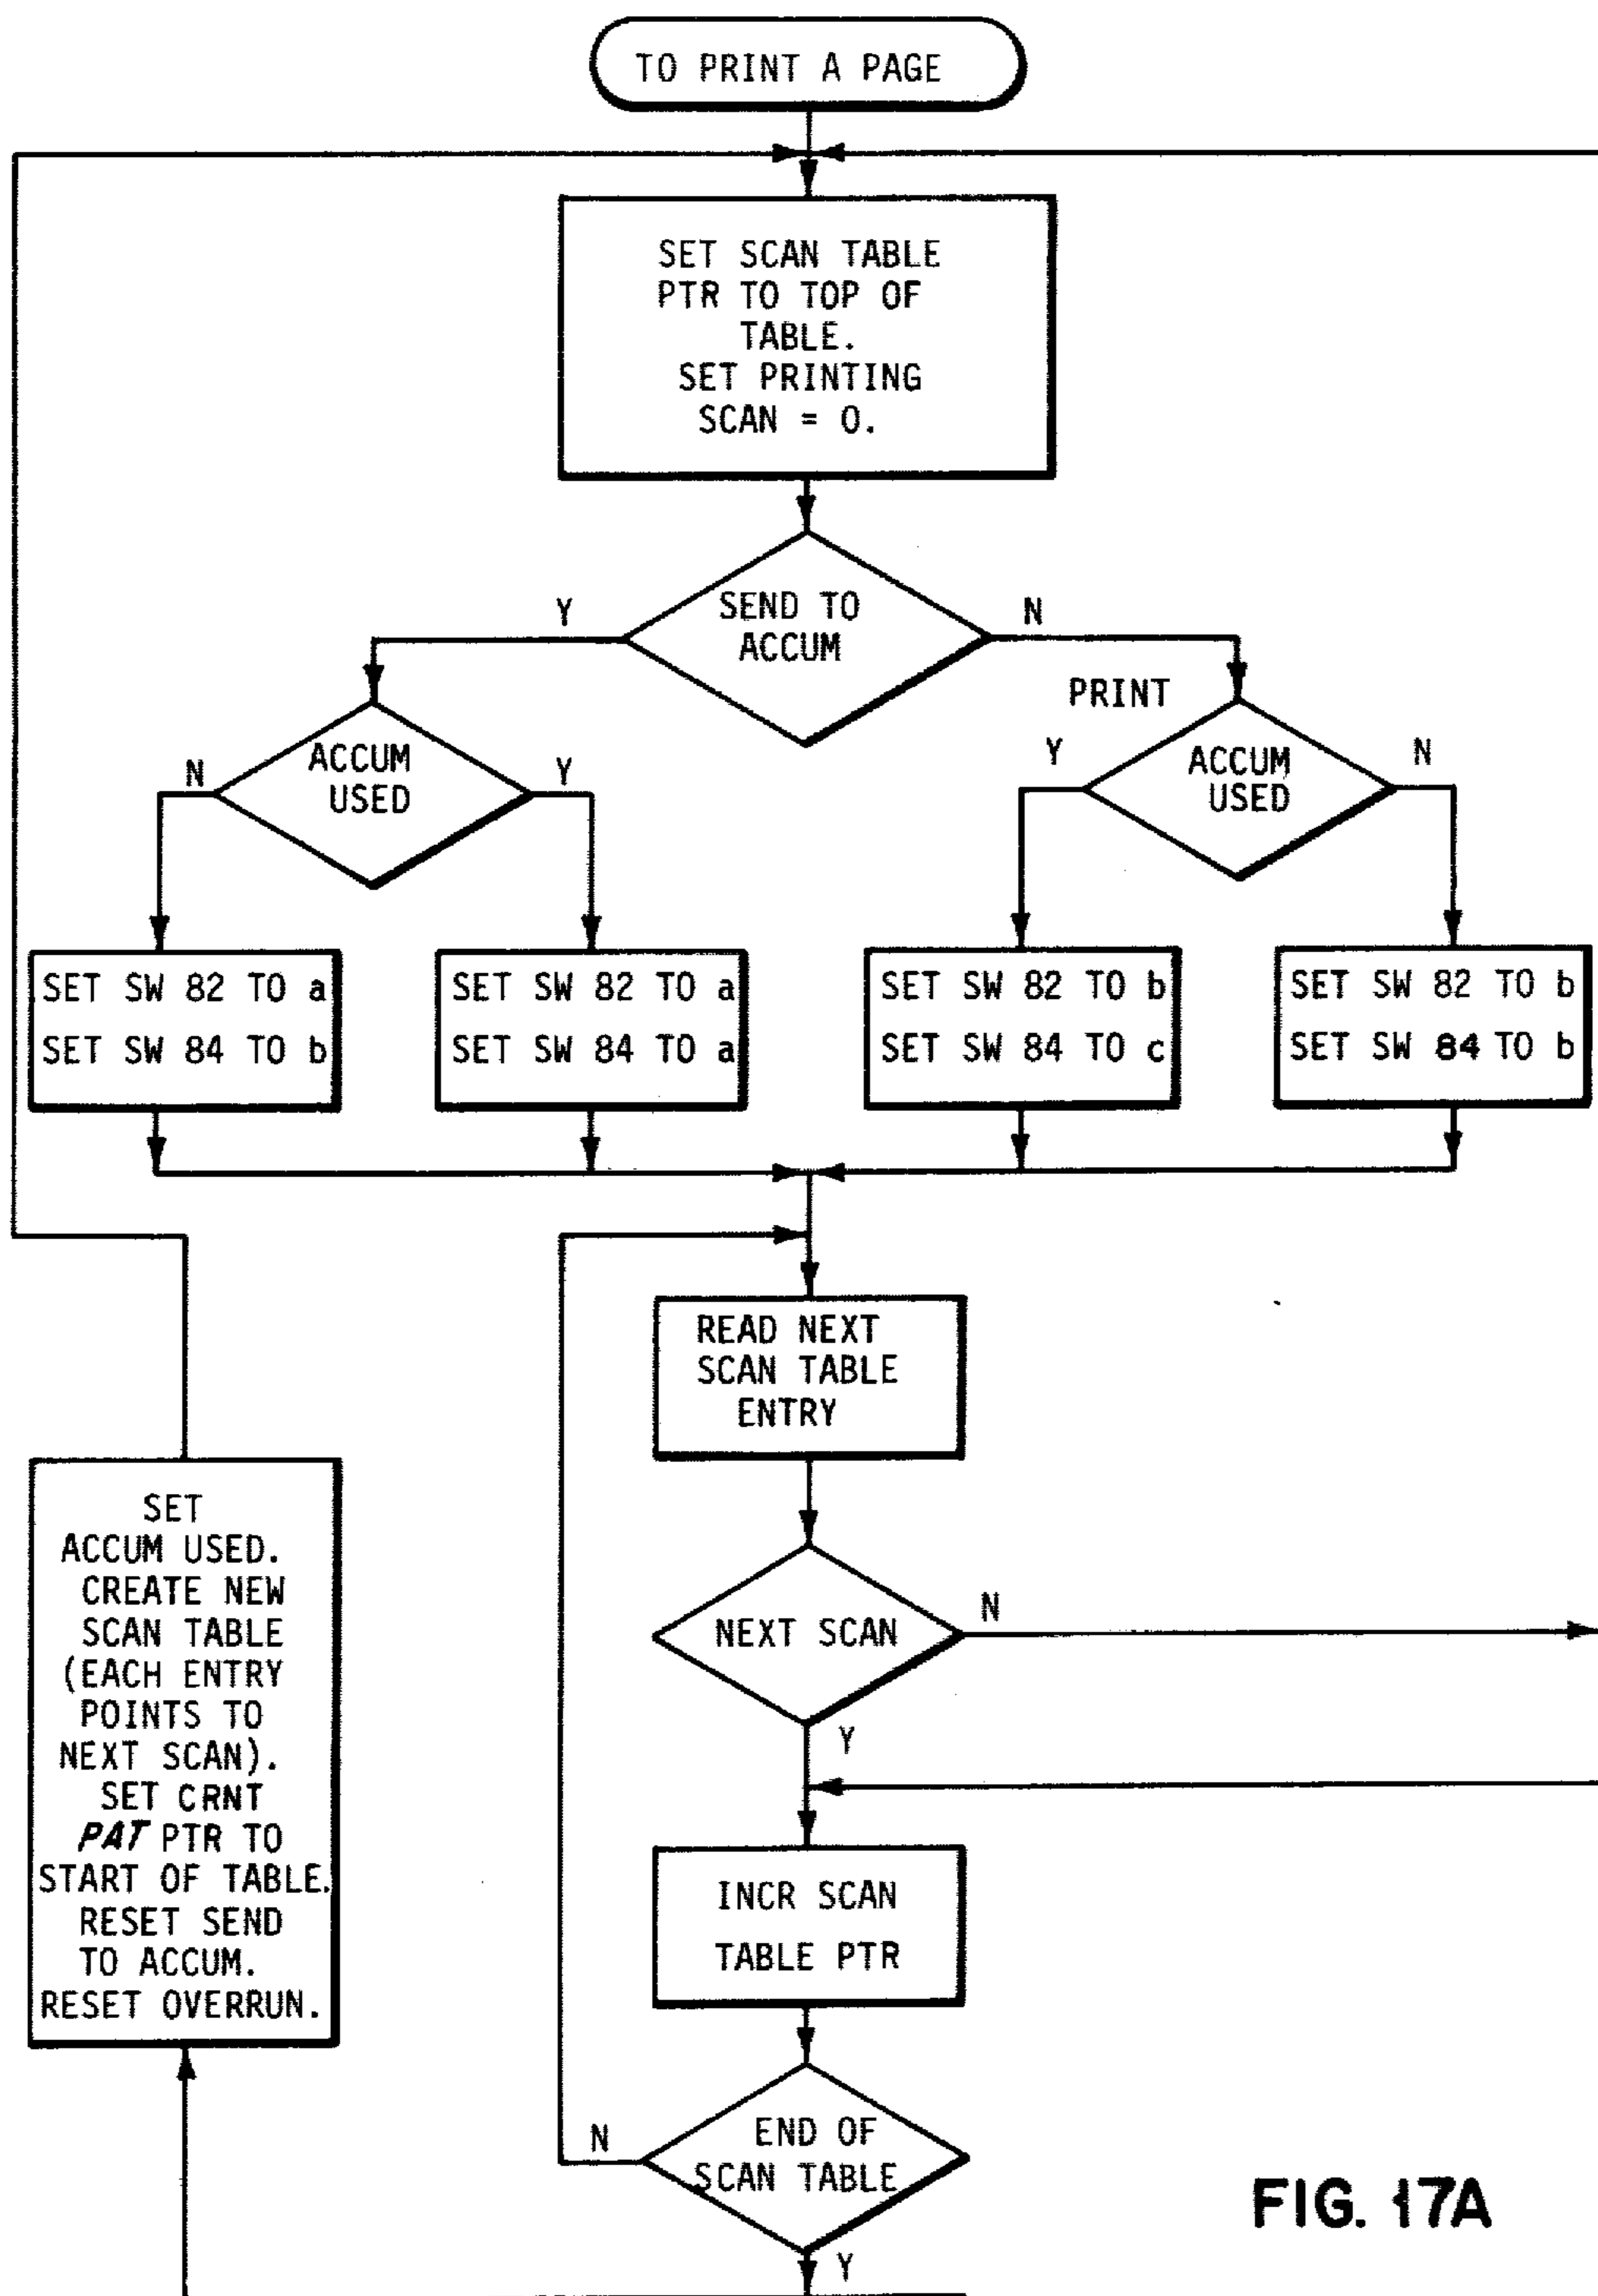 TO PRINT A PAGE
SET SCAN TABLE
PTR TO TOP OF
TABLE.
SET PRINTING
SCAN = 0.
SEND TO
ACCUM
Y
N
PRINT
ACCUM
USED
N
Y
ACCUM
USED
Y
N
SET SW 82 TO a
SET SW 84 TO b
SET SW 82 TO a
SET SW 84 TO a
SET SW 82 TO b
SET SW 84 TO c
SET SW 82 TO b
SET SW 84 TO b
READ NEXT
SCAN TABLE
ENTRY
NEXT SCAN
N
Y
SET
ACCUM USED.
CREATE NEW
SCAN TABLE
(EACH ENTRY
POINTS TO
NEXT SCAN).
SET CRNT
PAT PTR TO
START OF TABLE.
RESET SEND
TO ACCUM.
RESET OVERRUN.
INCR SCAN
TABLE PTR
END OF
SCAN TABLE
N
Y
FIG. 17A